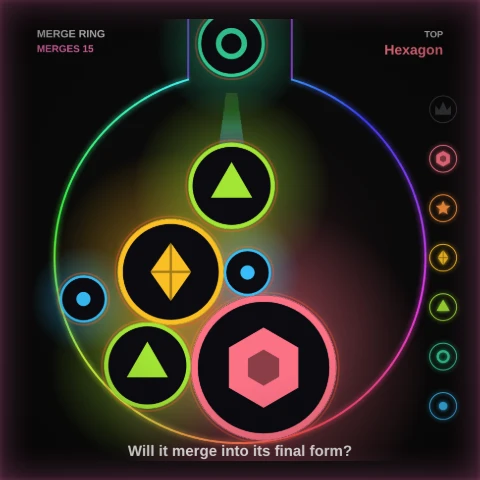 MERGE RING
MERGES 15
TOP
Hexagon
Will it merge into its final form?